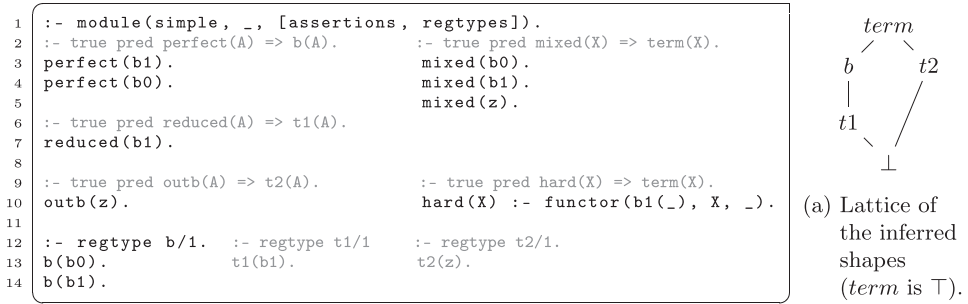 1 :- module(simple, _, [assertions, regtypes]).
2 :- true pred perfect(A) => b(A). :- true pred mixed(X) => term(X).
3 perfect(b1). mixed(b0).
4 perfect(b0). mixed(b1).
5 mixed(z).
6 :- true pred reduced(A) => t1(A).
7 reduced(b1).
8
9 :- true pred outb(A) => t2(A). :- true pred hard(X) => term(X).
10 outb(z). hard(X) :- functor(b1(_), X, _).
11
12 :- regtype b/1. :- regtype t1/1 :- regtype t2/1.
13 b(b0). t1(b1). t2(z).
14 b(b1).
term
b t2
t1
⊥
(a) Lattice of
the inferred
shapes
(term is ⊤).